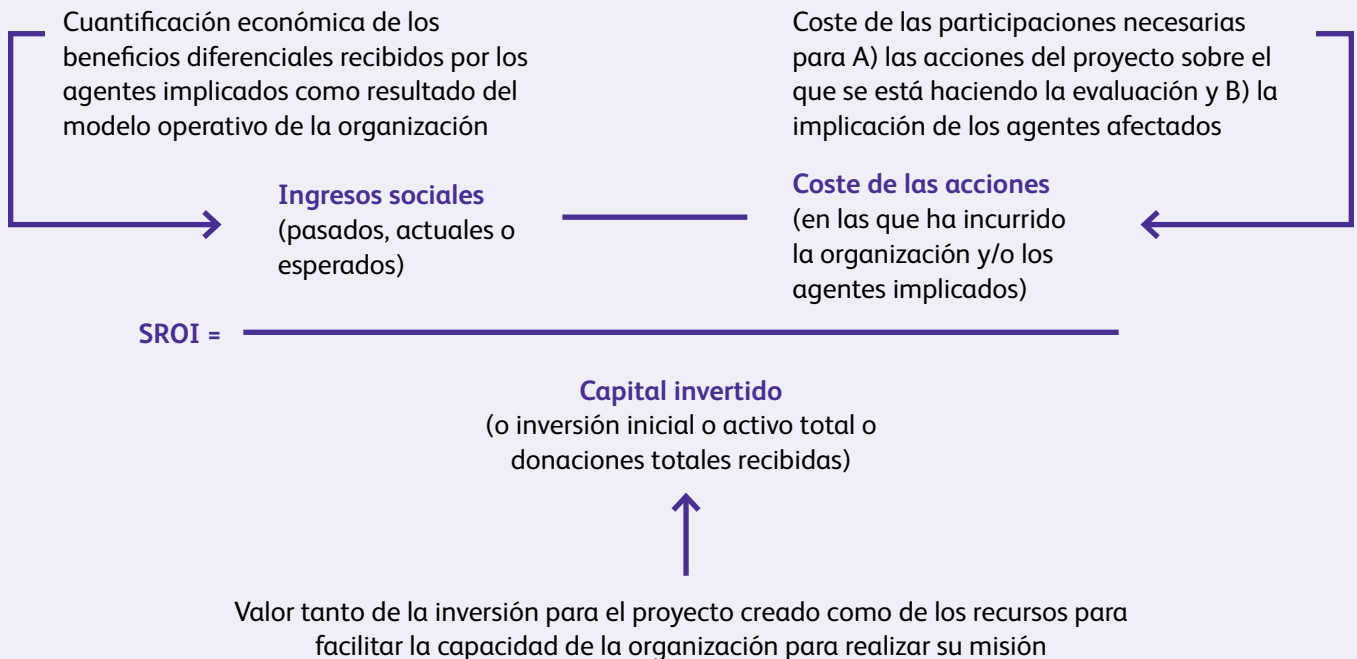 Cuantificación económica de los
beneficios diferenciales recibidos por los
agentes implicados como resultado del
modelo operativo de la organización
Coste de las participaciones necesarias
para A) las acciones del proyecto sobre el
que se está haciendo la evaluación y B) la
implicación de los agentes afectados
Ingresos sociales
(pasados, actuales o
esperados)
Coste de las acciones
(en las que ha incurrido
la organización y/o los
agentes implicados)
SROI =
Capital invertido
(o inversión inicial o activo total o
donaciones totales recibidas)
Valor tanto de la inversión para el proyecto creado como de los recursos para
facilitar la capacidad de la organización para realizar su misión